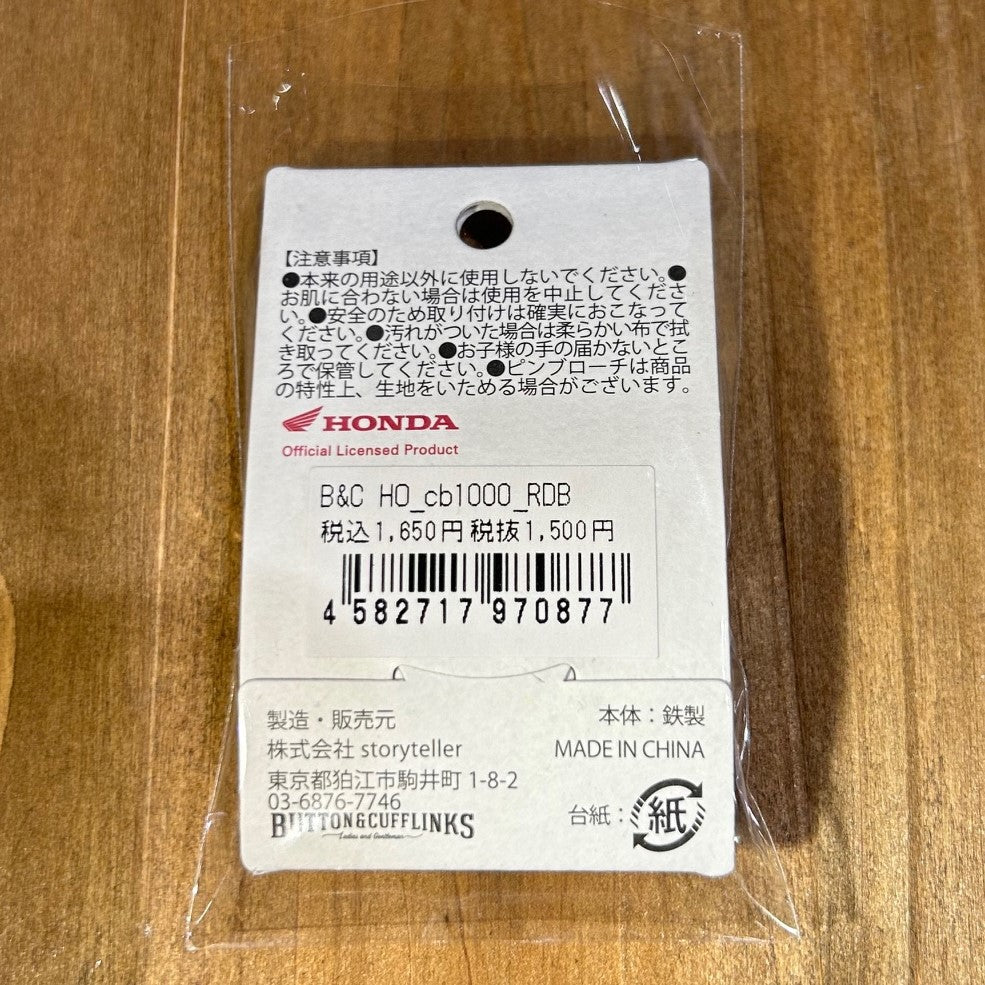 【注意事項】
●本来の用途以外に使用しないでください。●
お肌に合わない場合は使用を中止してくださ
い。●安全のため取り付けは確実におこなって
ください。●汚れがついた場合は柔らかい布で拭
き取ってください。●お子様の手の届かないとこ
ろで保管してください。●ピンブローチは商品
の特性上、生地をいためる場合がございます。
HONDA
Official Licensed Product
B&C HO_cb1000_RDB
税込1,650円 税抜1,500円
4 582717 970877
製造・販売元
株式会社 storyteller
東京都狛江市駒井町 1-8-2
03-6876-7746
BUTTON&CUFFLINKS
Ladies and Gentleman
本体：鉄製
MADE IN CHINA
台紙：紙